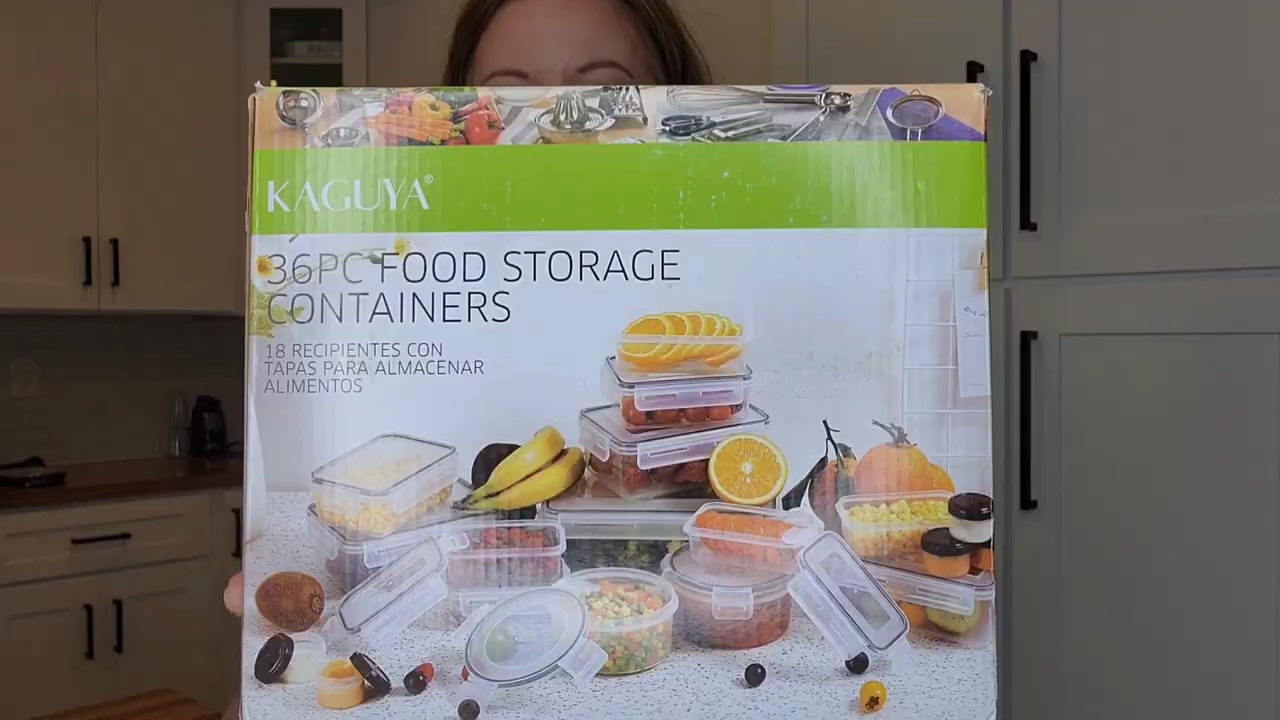 KAGUYA®
36PC FOOD STORAGE
CONTAINERS
18 RECIPIENTES CON
TAPAS PARA ALMACENAR
ALIMENTOS